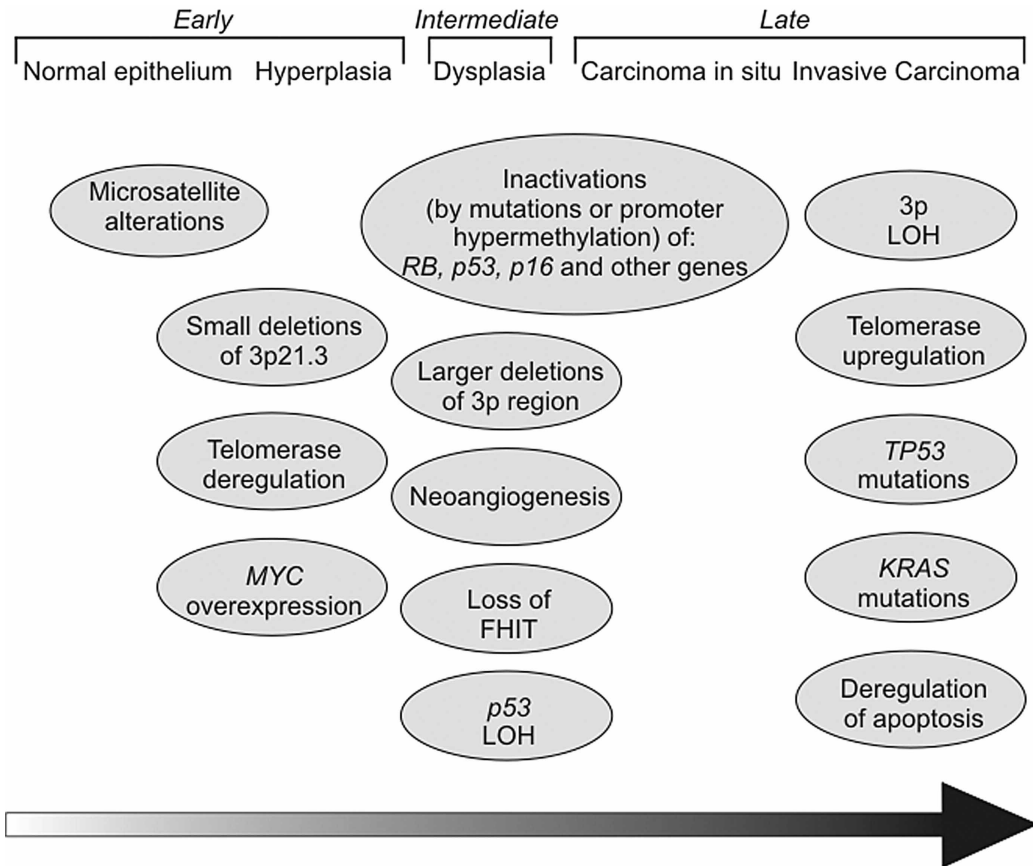 Early Intermediate Late
Normal epithelium Hyperplasia Dysplasia Carcinoma in situ Invasive Carcinoma
Microsatellite
alterations
Inactivations
(by mutations or promoter
hypermethylation) of:
RB, p53, p16 and other genes
3p
LOH
Small deletions
of 3p21.3
Larger deletions
of 3p region
Telomerase
upregulation
Telomerase
deregulation
Neoangiogenesis
TP53
mutations
MYC
overexpression
Loss of
FHIT
KRAS
mutations
p53
LOH
Deregulation
of apoptosis